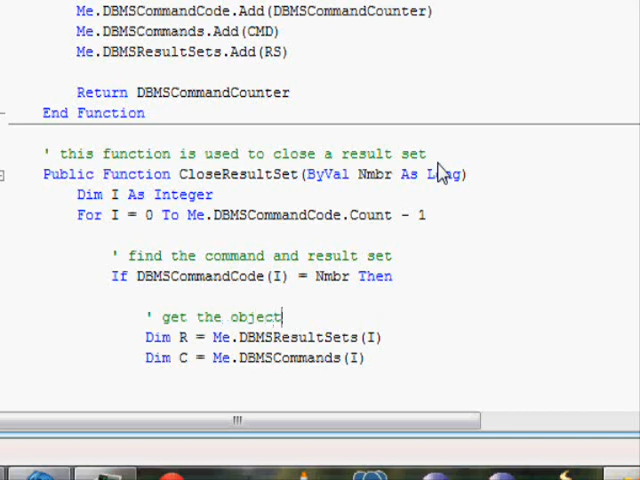 Me.DBMSCommandCode.Add(DBMSCommandCounter)
Me.DBMSCommands.Add(CMD)
Me.DBMSResultSets.Add(RS)
Return DBMSCommandCounter
End Function
' this function is used to close a result set
Public Function CloseResultSet(ByVal Nmbr As Long)
Dim I As Integer
For I = 0 To Me.DBMSCommandCode.Count - 1
' find the command and result set
If DBMSCommandCode(I) = Nmbr Then
' get the object
Dim R = Me.DBMSResultSets(I)
Dim C = Me.DBMSCommands(I)